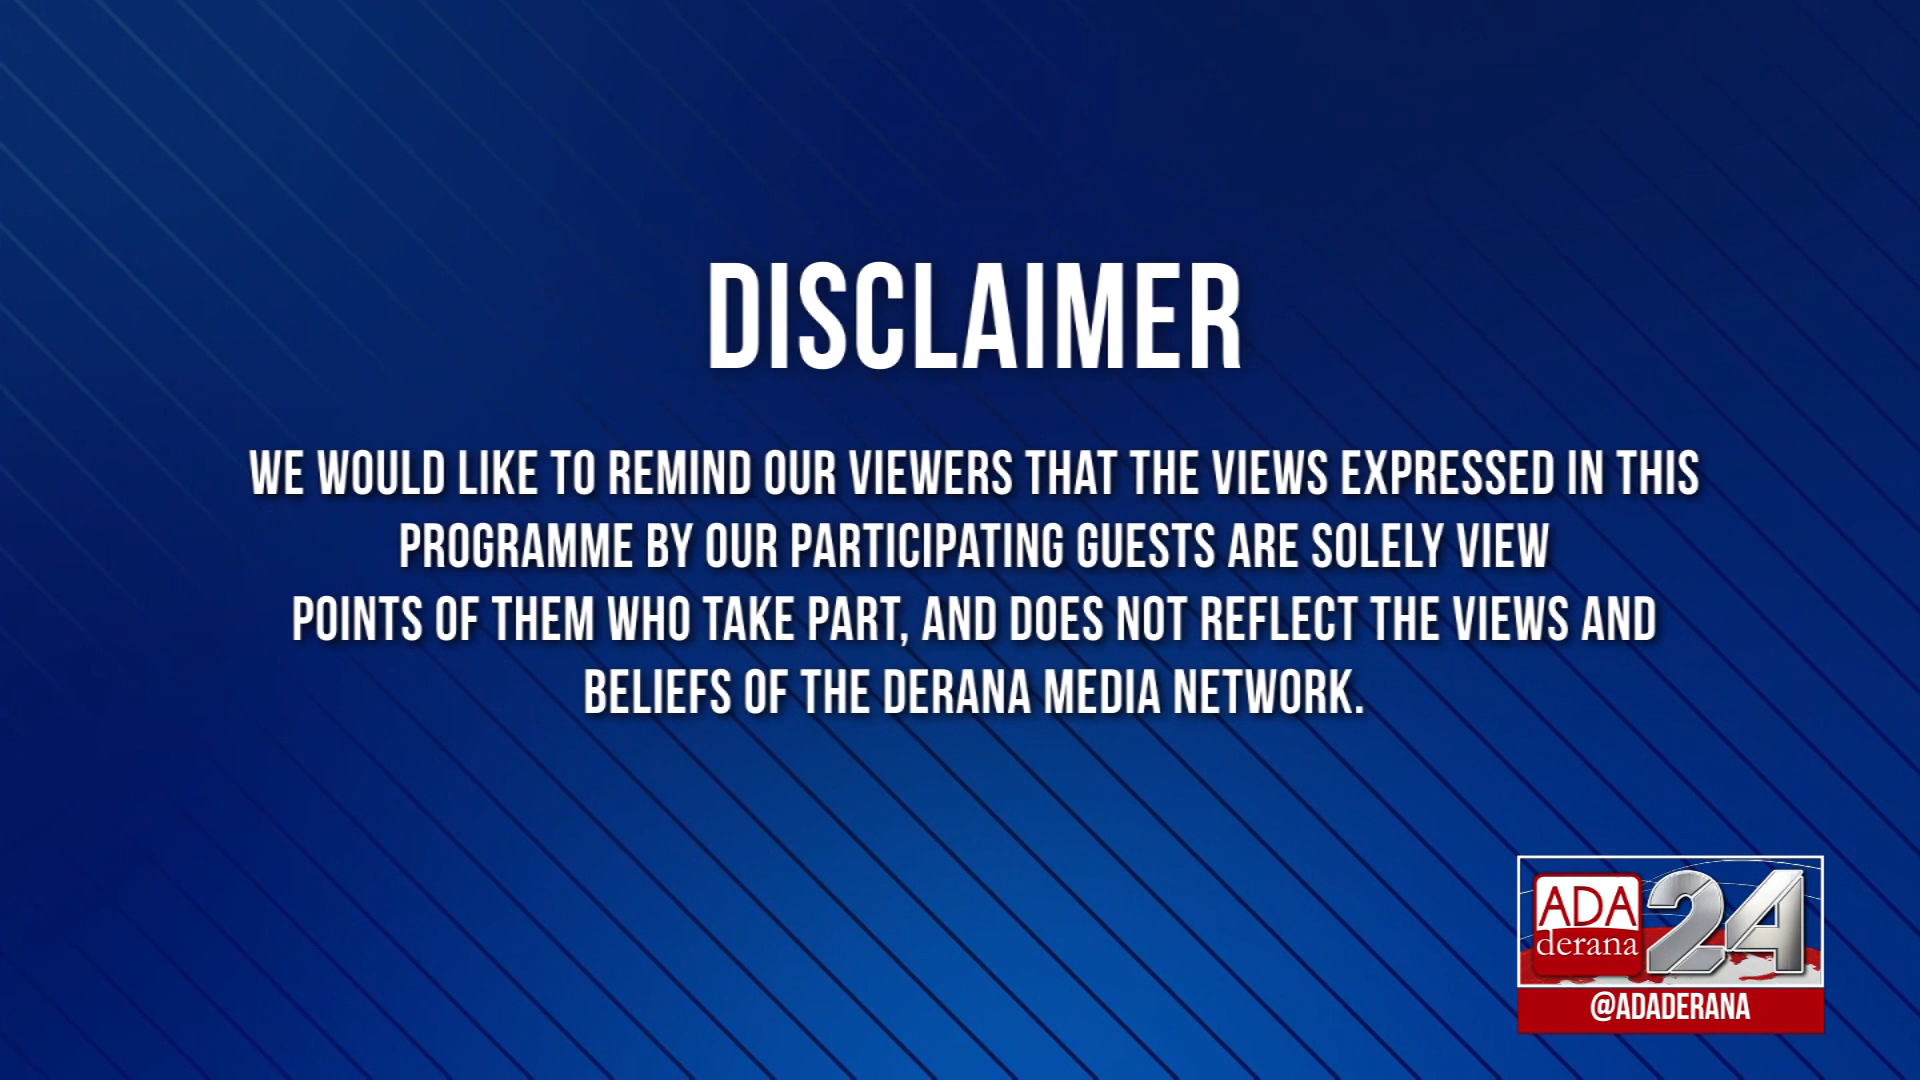 DISCLAIMER
WE WOULD LIKE TO REMIND OUR VIEWERS THAT THE VIEWS EXPRESSED IN THIS
PROGRAMME BY OUR PARTICIPATING GUESTS ARE SOLELY VIEW
POINTS OF THEM WHO TAKE PART, AND DOES NOT REFLECT THE VIEWS AND
BELIEFS OF THE DERANA MEDIA NETWORK.
ADA
derana
24
@ADADERANA